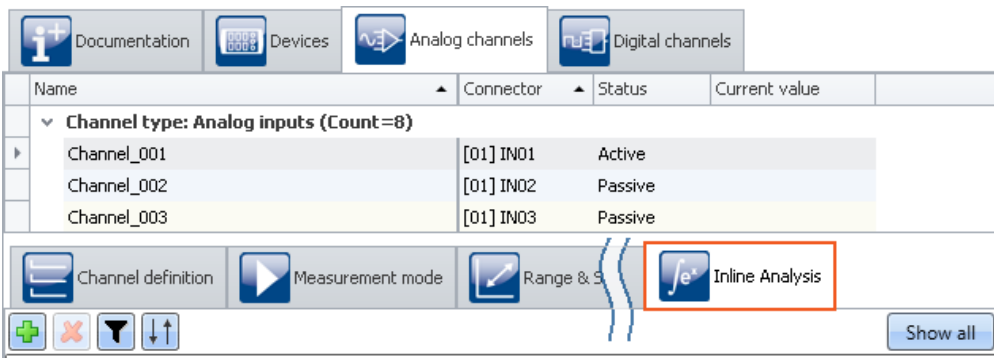 Documentation Devices Analog channels Digital channels
Name Connector Status Current value
Channel type: Analog inputs (Count=8)
Channel_001 [01] IN01 Active
Channel_002 [01] IN02 Passive
Channel_003 [01] IN03 Passive
Channel definition Measurement mode Range & S Inline Analysis
Show all